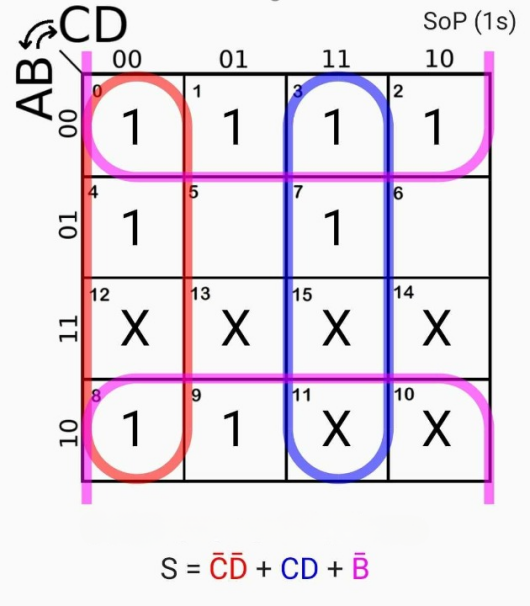 CD
SoP (1s)
AB
00 01 11 10
00
0 1
1 1
3 1
2 1
01
4 1
5
7 1
6
11
12 X
13 X
15 X
14 X
10
8 1
9 1
11 X
10 X
S = C̄D̄ + CD + B̄